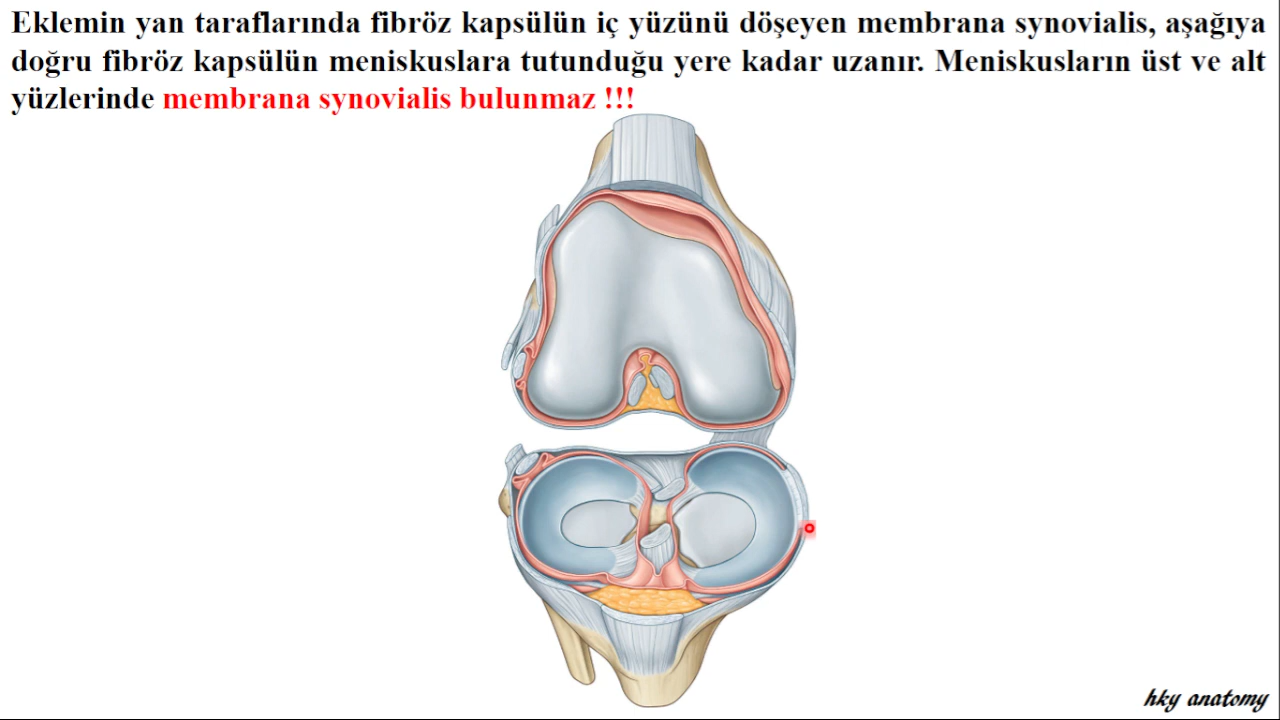 Eklemin yan taraflarında fibröz kapsülün iç yüzünü döşeyen membrana synovialis, aşağıya
doğru fibröz kapsülün meniskuslara tutunduğu yere kadar uzanır. Meniskusların üst ve alt
yüzlerinde membrana synovialis bulunmaz !!!
hky anatomy